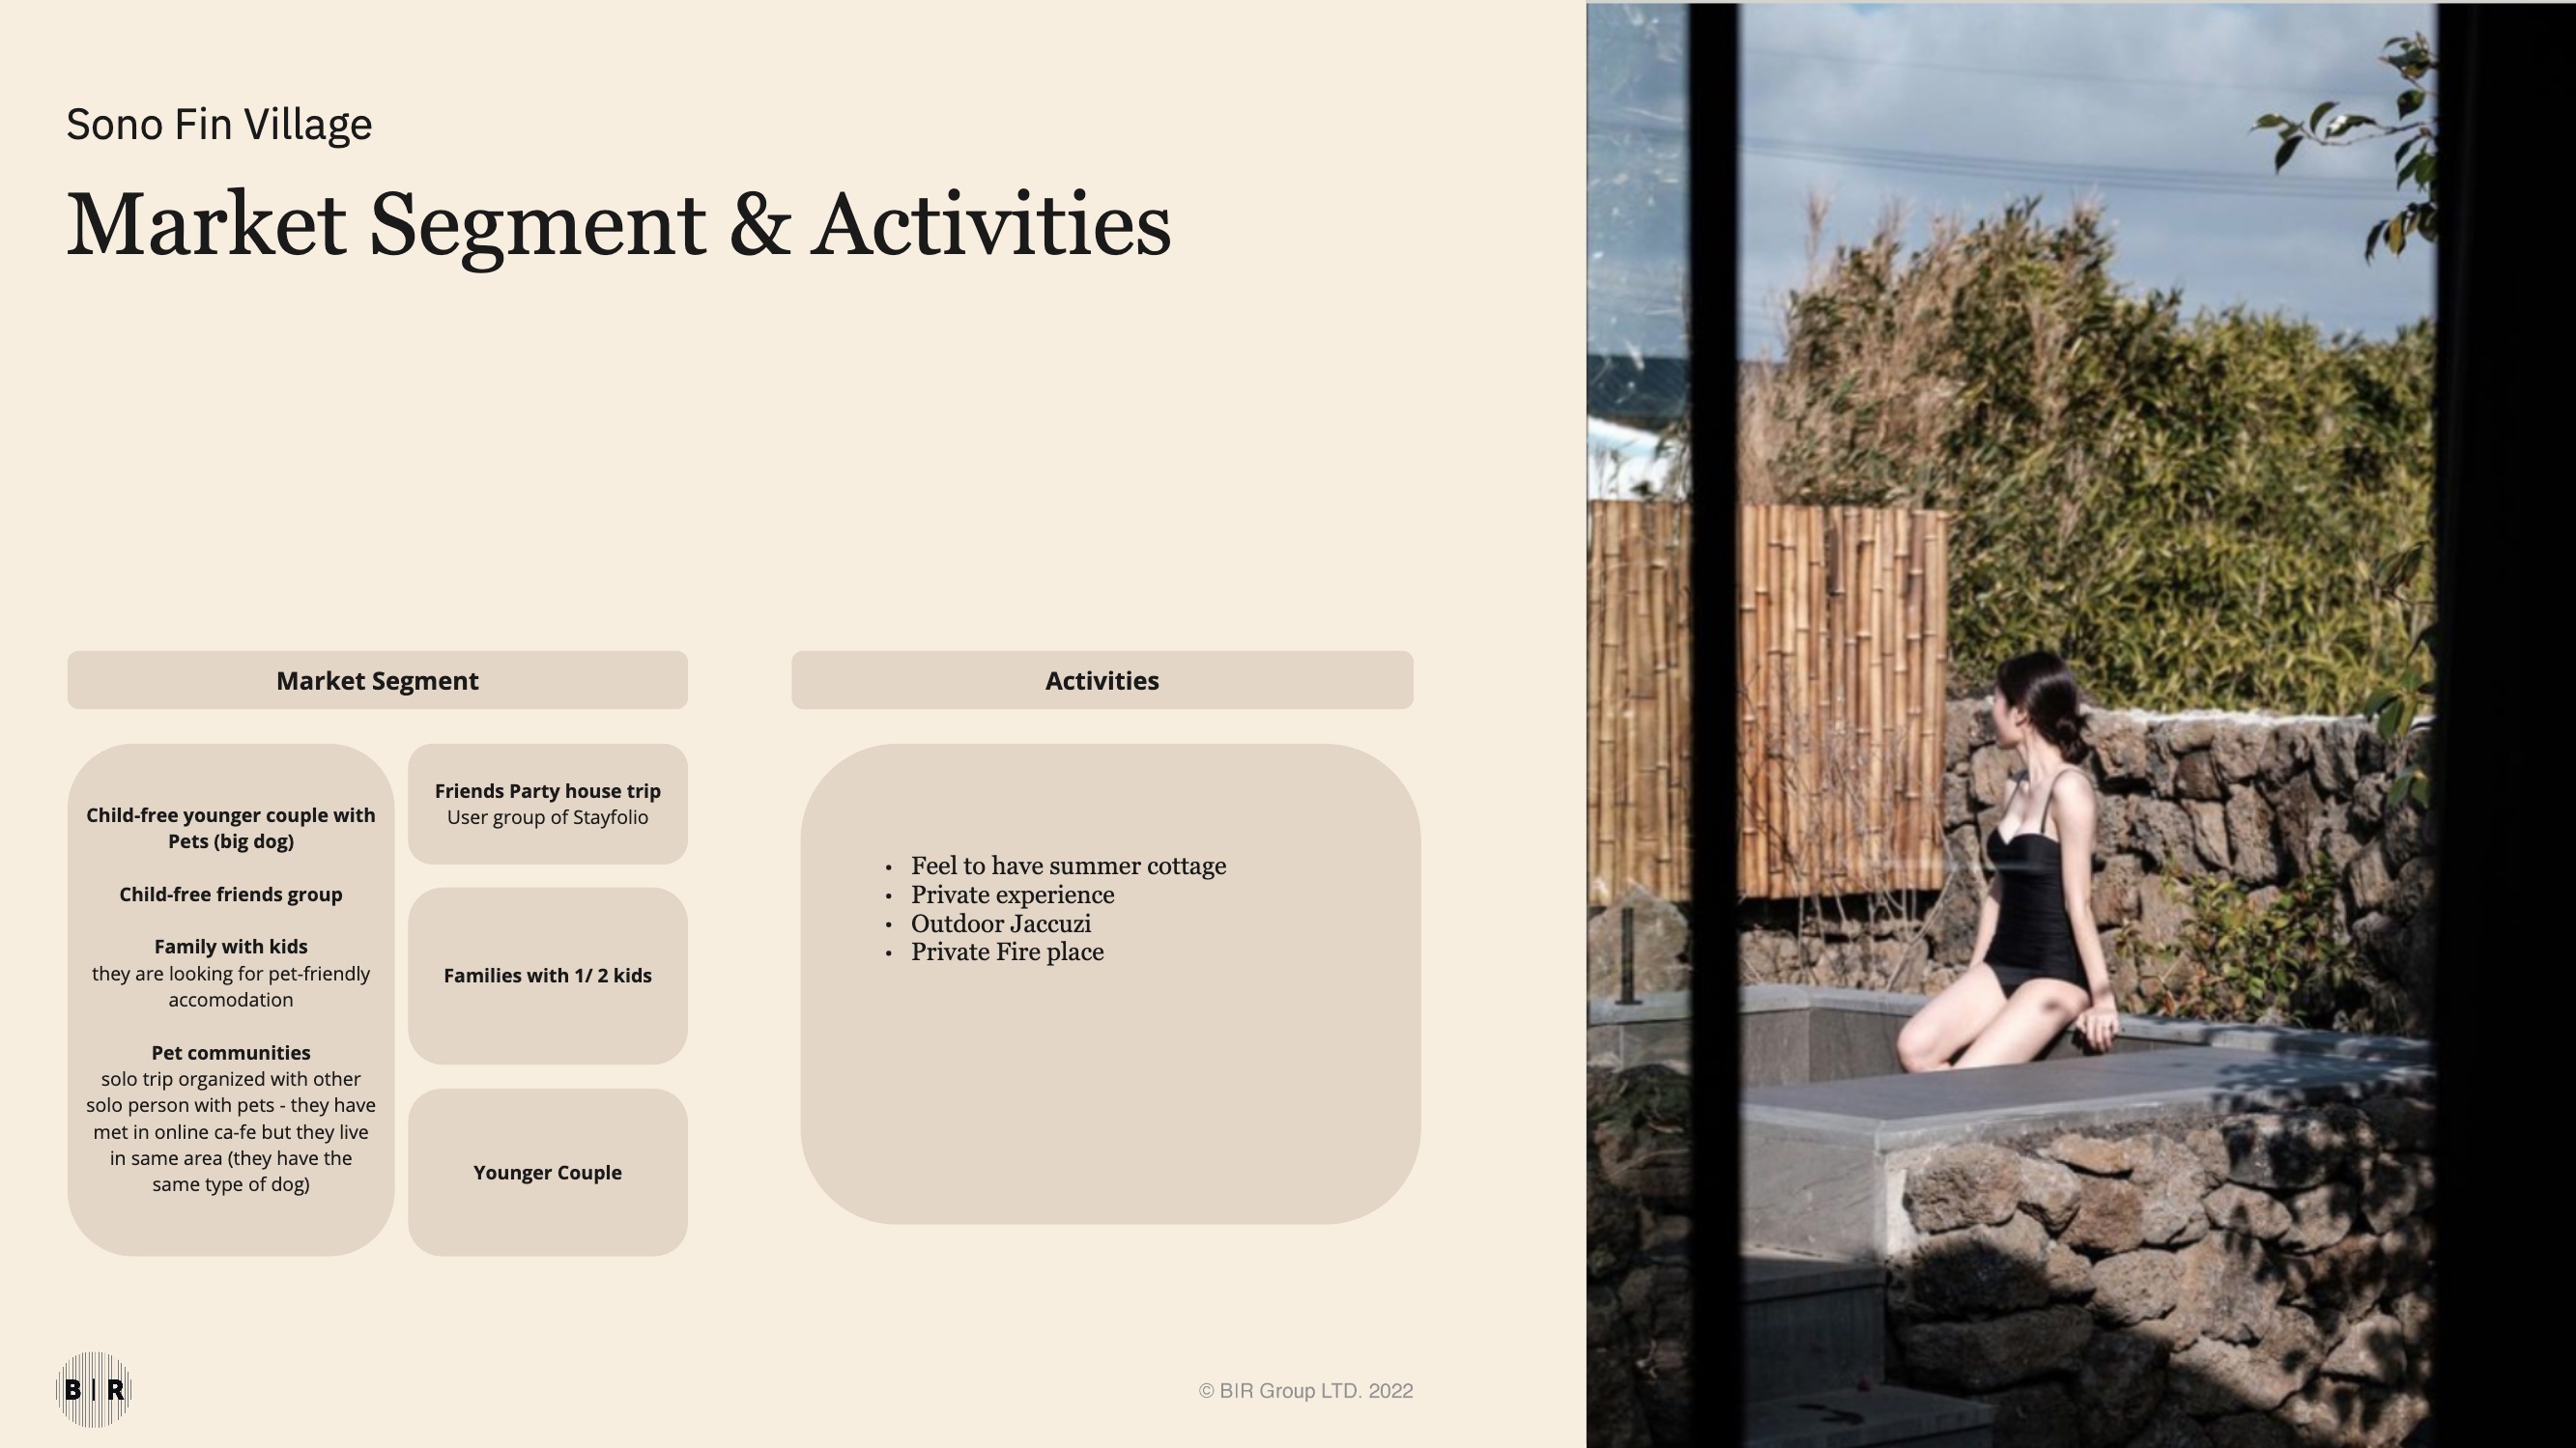 Sono Fin Village
Market Segment & Activities
Market Segment
Child-free younger couple with
Pets (big dog)
Child-free friends group
Family with kids
they are looking for pet-friendly
accomodation
Pet communities
solo trip organized with other
solo person with pets - they have
met in online ca-fe but they live
in same area (they have the
same type of dog)
Friends Party house trip
User group of Stayfolio
Families with 1/ 2 kids
Younger Couple
Activities
• Feel to have summer cottage
• Private experience
• Outdoor Jaccuzi
• Private Fire place
B|R
© BIR Group LTD. 2022